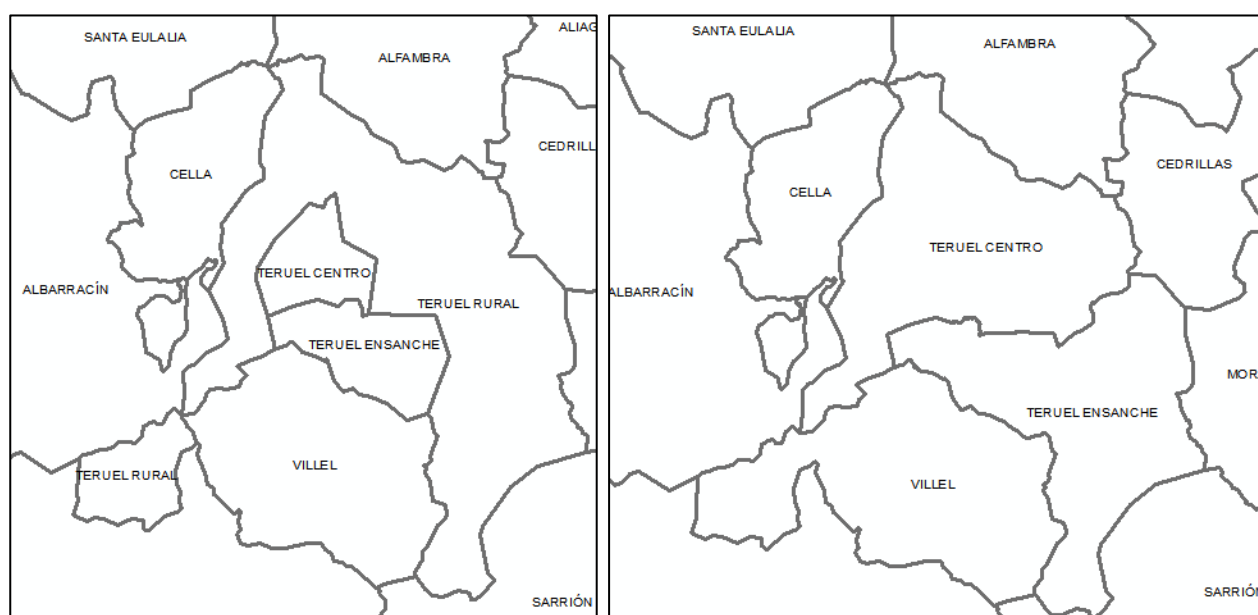 SANTA EULALIA
ALIAG
ALFAMBRA
CEDRILL
CELLA
TERUEL CENTRO
ALBARRACÍN
TERUEL RURAL
TERUEL ENSANCHE
VILLEL
TERUEL RURAL
SARRIÓN
SANTA EULALIA
ALFAMBRA
CEDRILLAS
CELLA
TERUEL CENTRO
ALBARRACÍN
MOR
TERUEL ENSANCHE
VILLEL
SARRIÓN